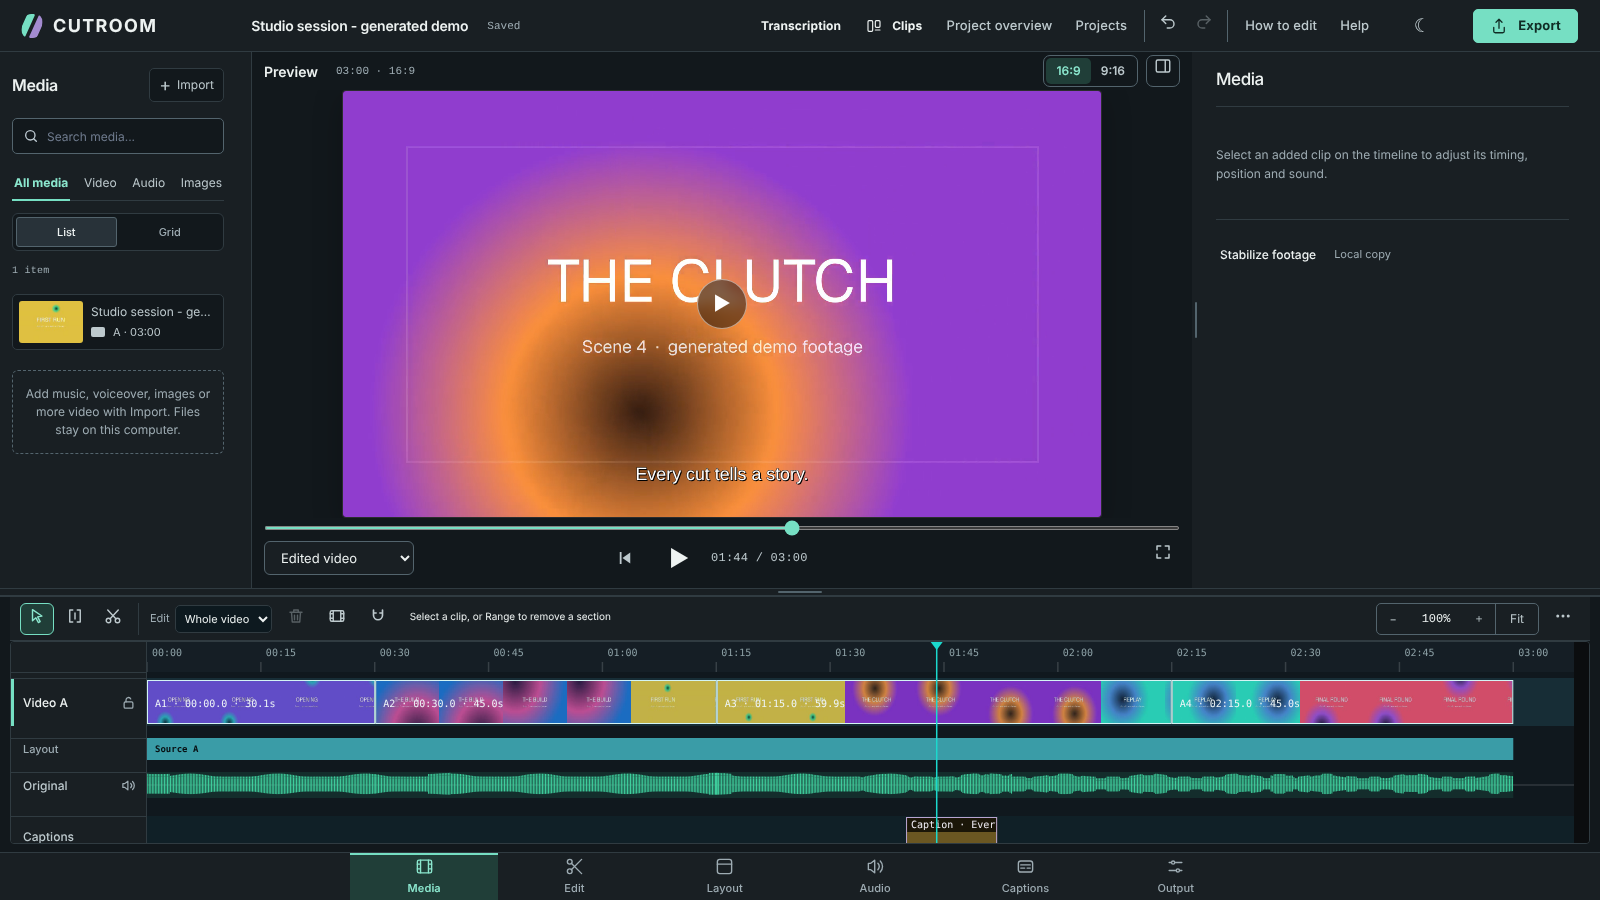 CUTROOM
Studio session - generated demo
Saved
Transcription
Clips
Project overview
Projects
How to edit
Help
Export
Media
+ Import
Search media...
All media
Video
Audio
Images
List
Grid
1 item
Studio session - ge...
A · 03:00
Add music, voiceover, images or
more video with Import. Files
stay on this computer.
Preview
03:00 · 16:9
16:9
9:16
THE CLUTCH
Scene 4 · generated demo footage
Every cut tells a story.
Edited video
01:44 / 03:00
Media
Select an added clip on the timeline to adjust its timing,
position and sound.
Stabilize footage
Local copy
Edit
Whole video
Select a clip, or Range to remove a section
- 100% +
Fit
00:00
00:15
00:30
00:45
01:00
01:15
01:30
01:45
02:00
02:15
02:30
02:45
03:00
Video A
A1 · 00:00.0 · 30.1s
A2 · 00:30.0 · 45.0s
A3 · 01:15.0 · 59.9s
A4 · 02:15.0 · 45.0s
Layout
Source A
Original
Captions
Caption · Ever
Media
Edit
Layout
Audio
Captions
Output